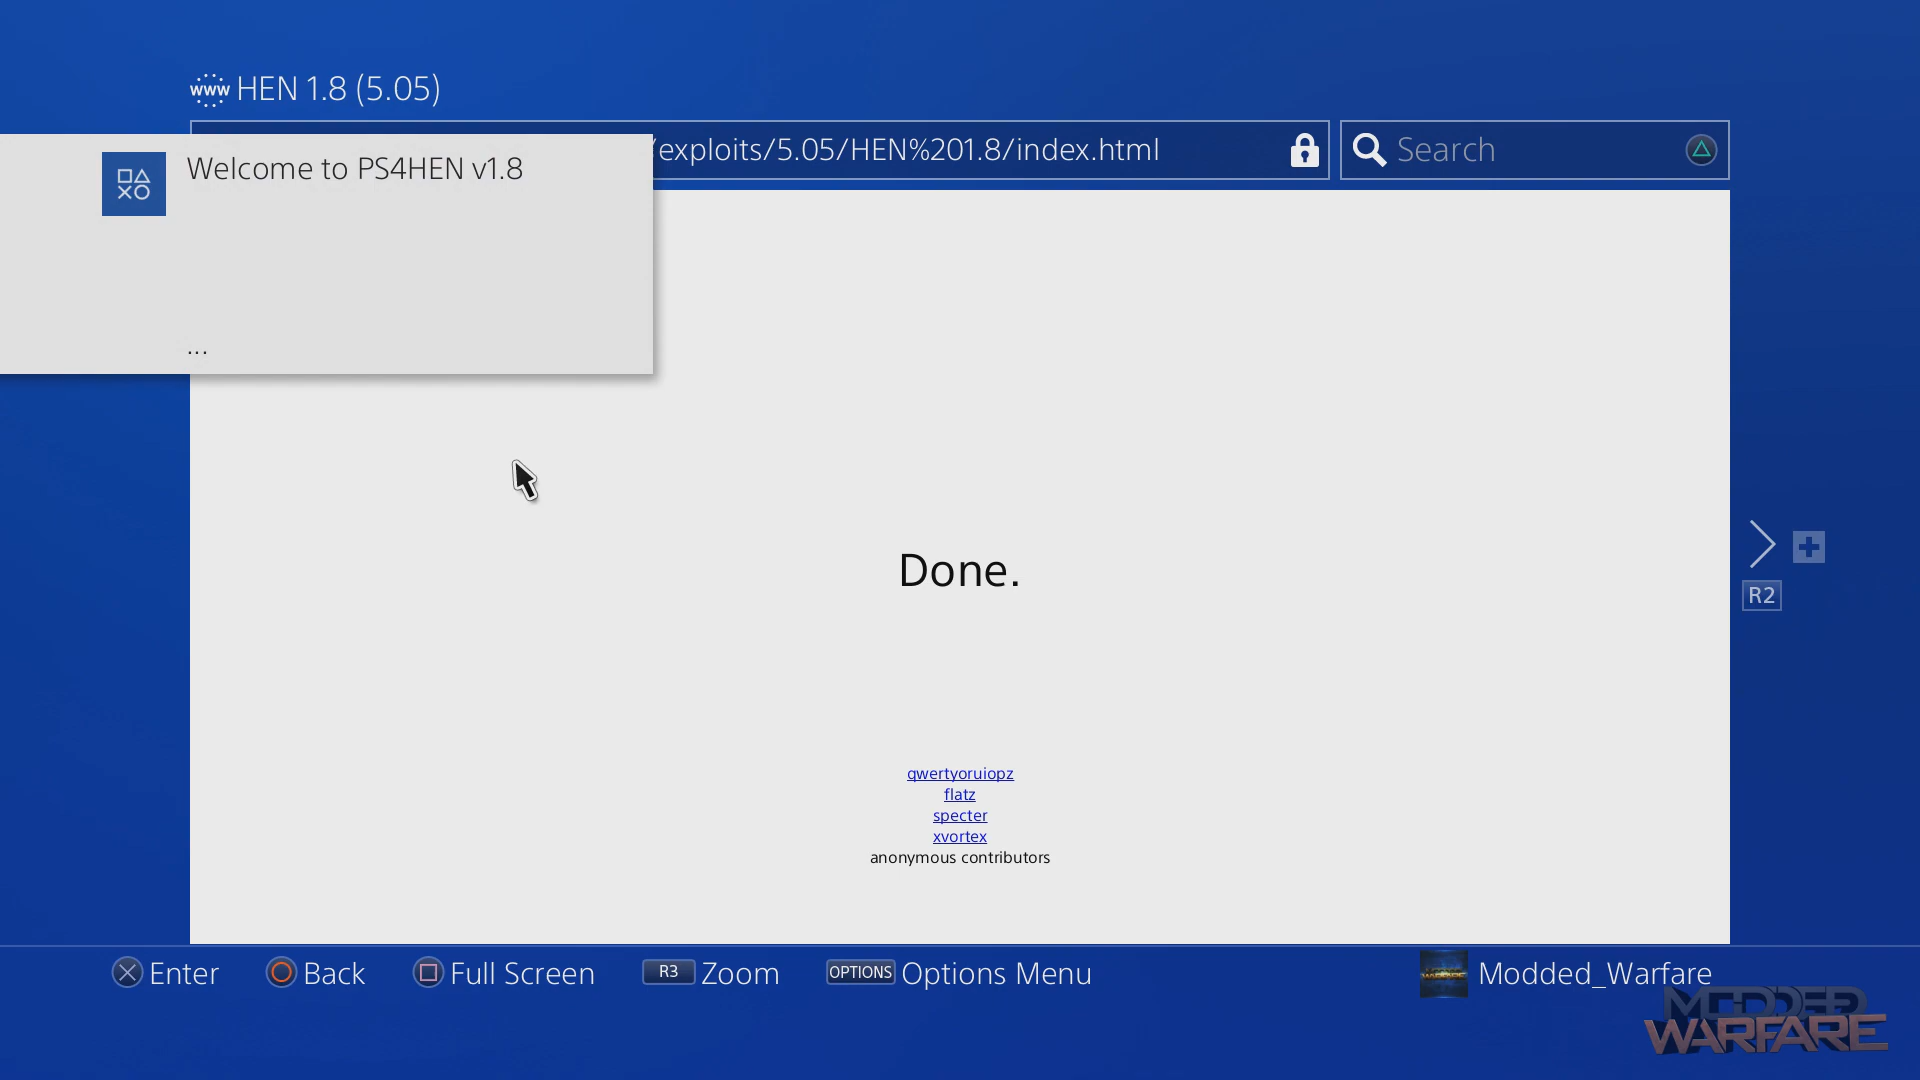 www HEN 1.8 (5.05)
/exploits/5.05/HEN%201.8/index.html
Search
Welcome to PS4HEN v1.8
...
Done.
R2
qwertyoruiopz
flatz
specter
xvortex
anonymous contributors
Enter Back Full Screen R3 Zoom OPTIONS Options Menu Modded_Warfare
MODDED
WARFARE